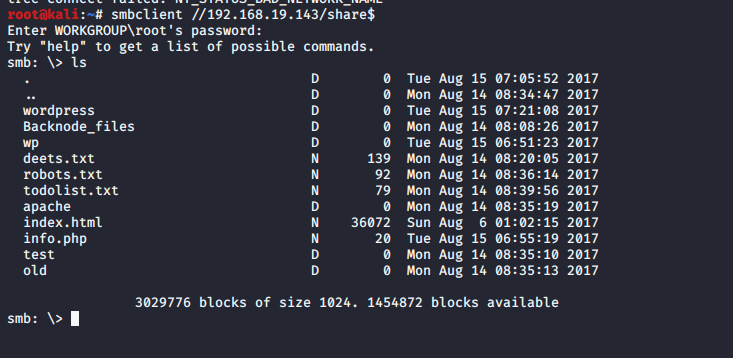 tree connect failed: NT_STATUS_BAD_NETWORK_NAME
root@kali:~# smbclient //192.168.19.143/share$
Enter WORKGROUP\root's password:
Try "help" to get a list of possible commands.
smb: \> ls
  .                                   D        0  Tue Aug 15 07:05:52 2017
  ..                                  D        0  Mon Aug 14 08:34:47 2017
  wordpress                           D        0  Tue Aug 15 07:21:08 2017
  Backnode_files                      D        0  Mon Aug 14 08:08:26 2017
  wp                                  D        0  Tue Aug 15 06:51:23 2017
  deets.txt                           N      139  Mon Aug 14 08:20:05 2017
  robots.txt                          N       92  Mon Aug 14 08:36:14 2017
  todolist.txt                        N       79  Mon Aug 14 08:39:56 2017
  apache                              D        0  Mon Aug 14 08:35:19 2017
  index.html                          N    36072  Sun Aug  6 01:02:15 2017
  info.php                            N       20  Tue Aug 15 06:55:19 2017
  test                                D        0  Mon Aug 14 08:35:10 2017
  old                                 D        0  Mon Aug 14 08:35:13 2017
                3029776 blocks of size 1024. 1454872 blocks available
smb: \>